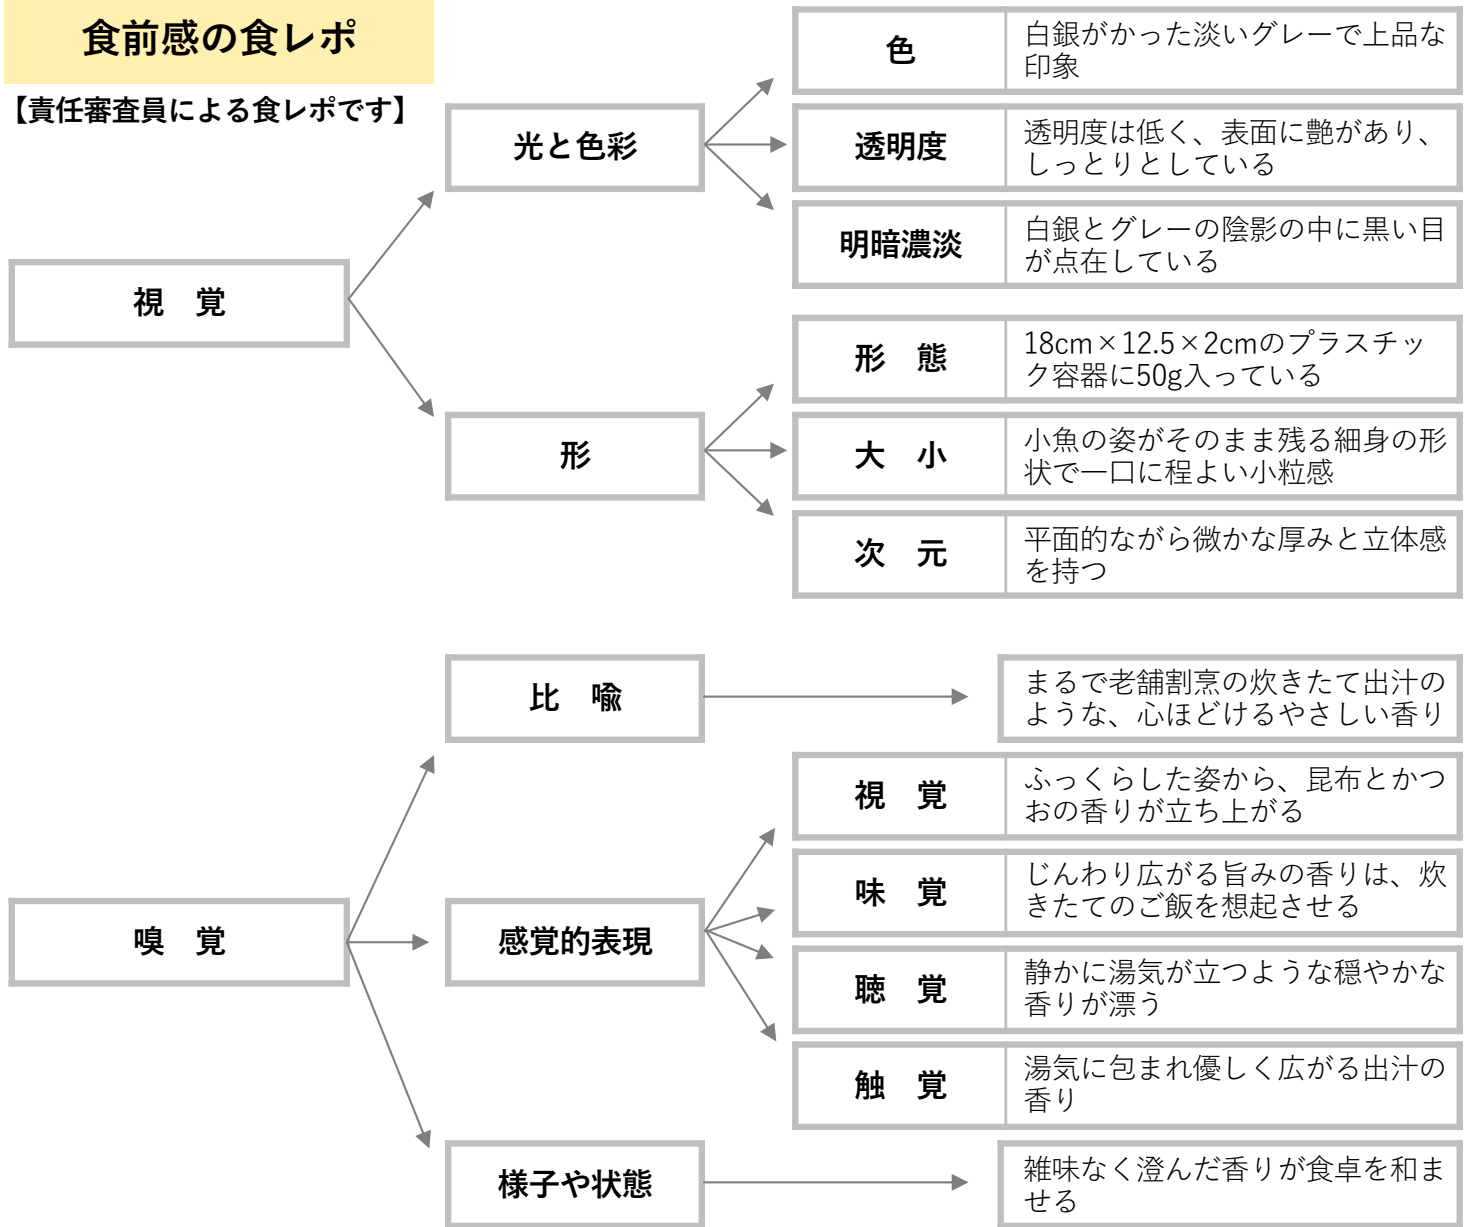 食前感の食レポ
【責任審査員による食レポです】
視　覚
光と色彩
色
白銀がかった淡いグレーで上品な
印象
透明度
透明度は低く、表面に艶があり、
しっとりとしている
明暗濃淡
白銀とグレーの陰影の中に黒い目
が点在している
形
形　態
18cm×12.5×2cmのプラスチッ
ク容器に50g入っている
大　小
小魚の姿がそのまま残る細身の形
状で一口に程よい小粒感
次　元
平面的ながら微かな厚みと立体感
を持つ
嗅　覚
比　喩
まるで老舗割烹の炊きたて出汁の
ような、心ほどけるやさしい香り
感覚的表現
視　覚
ふっくらした姿から、昆布とかつ
おの香りが立ち上がる
味　覚
じんわり広がる旨みの香りは、炊
きたてのご飯を想起させる
聴　覚
静かに湯気が立つような穏やかな
香りが漂う
触　覚
湯気に包まれ優しく広がる出汁の
香り
様子や状態
雑味なく澄んだ香りが食卓を和ま
せる